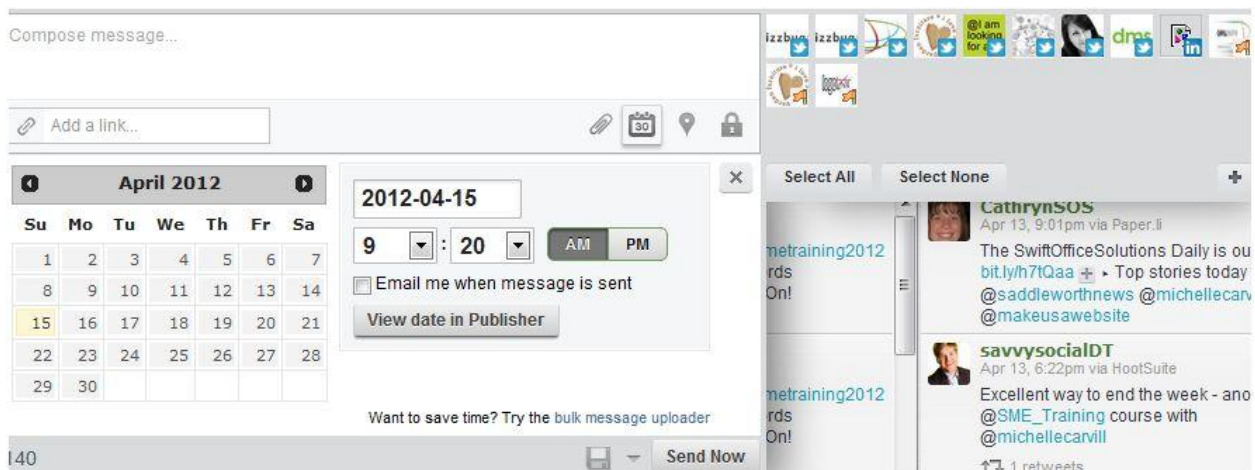 Compose message...
Add a link...
30
April 2012
Su Mo Tu We Th Fr Sa
1 2 3 4 5 6 7
8 9 10 11 12 13 14
15 16 17 18 19 20 21
22 23 24 25 26 27 28
29 30
2012-04-15
9 : 20 AM PM
Email me when message is sent
View date in Publisher
Want to save time? Try the bulk message uploader
140
Send Now
izzbug izzbug
@I am
looking
for a
dms
in
Select All Select None
metraining2012
rds
On!
metraining2012
rds
On!
CathrynSOS
Apr 13, 9:01pm via Paper.li
The SwiftOfficeSolutions Daily is ou
bit.ly/h7tQaa + ▸ Top stories today
@saddleworthnews @michellecarv
@makeusawebsite
savvysocialDT
Apr 13, 6:22pm via HootSuite
Excellent way to end the week - ano
@SME_Training course with
@michellecarvill
1 retweets